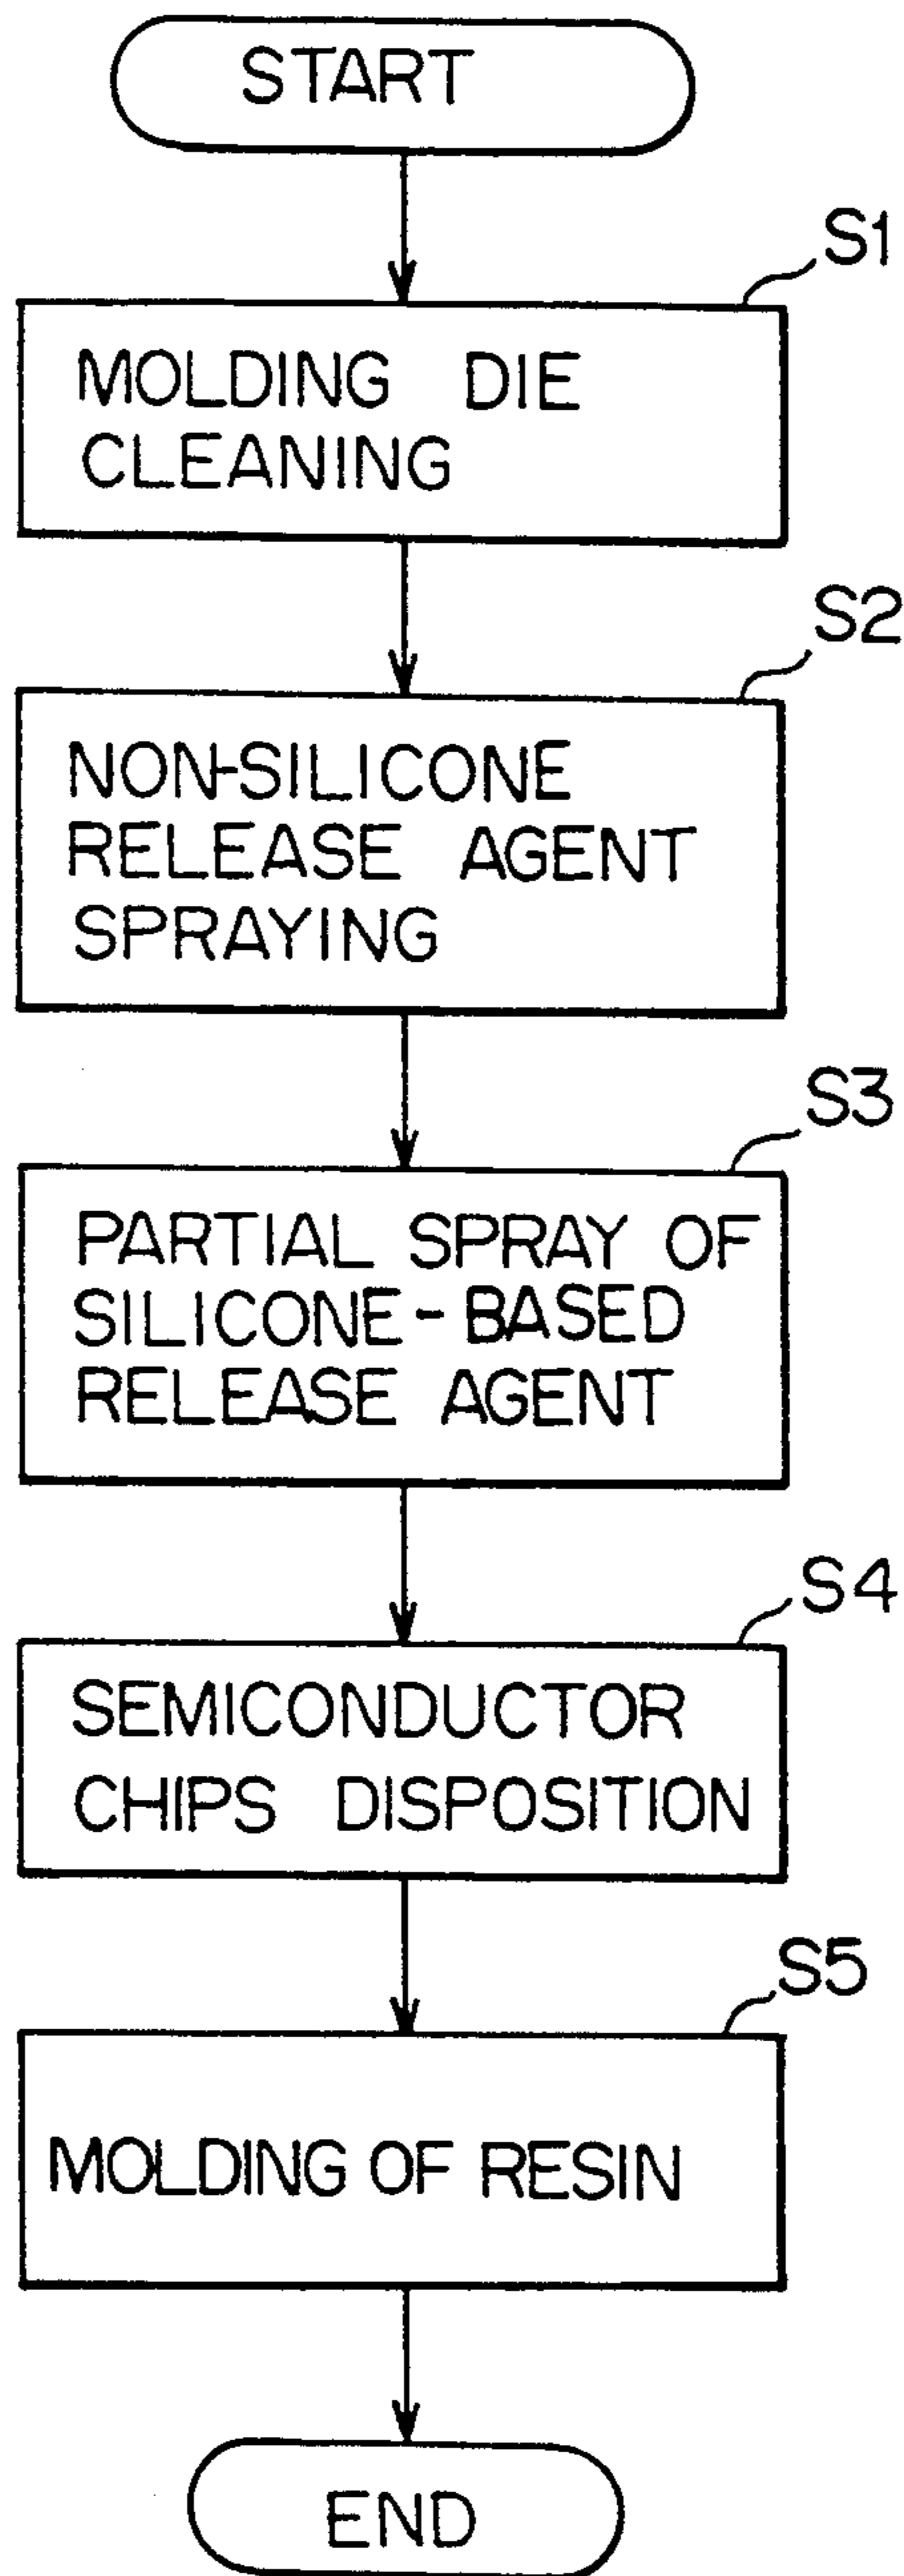 START
S1
MOLDING DIE
CLEANING
S2
NON-SILICONE
RELEASE AGENT
SPRAYING
S3
PARTIAL SPRAY OF
SILICONE-BASED
RELEASE AGENT
S4
SEMICONDUCTOR
CHIPS DISPOSITION
S5
MOLDING OF RESIN
END